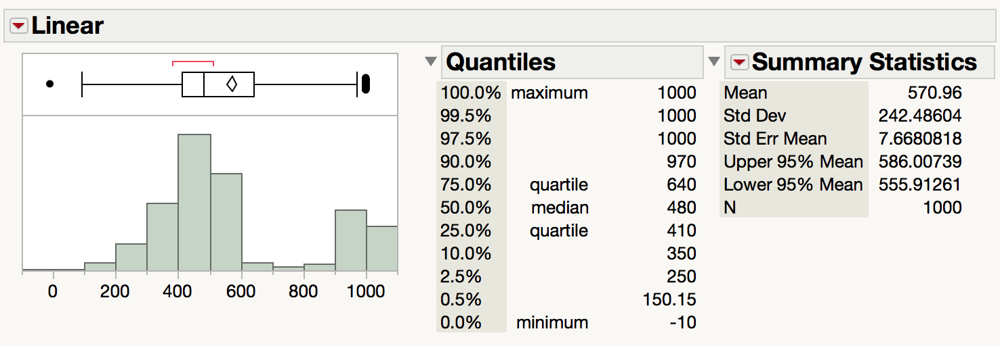 Linear
0 200 400 600 800 1000
Quantiles
100.0% maximum 1000
99.5% 1000
97.5% 1000
90.0% 970
75.0% quartile 640
50.0% median 480
25.0% quartile 410
10.0% 350
2.5% 250
0.5% 150.15
0.0% minimum -10
Summary Statistics
Mean 570.96
Std Dev 242.48604
Std Err Mean 7.6680818
Upper 95% Mean 586.00739
Lower 95% Mean 555.91261
N 1000